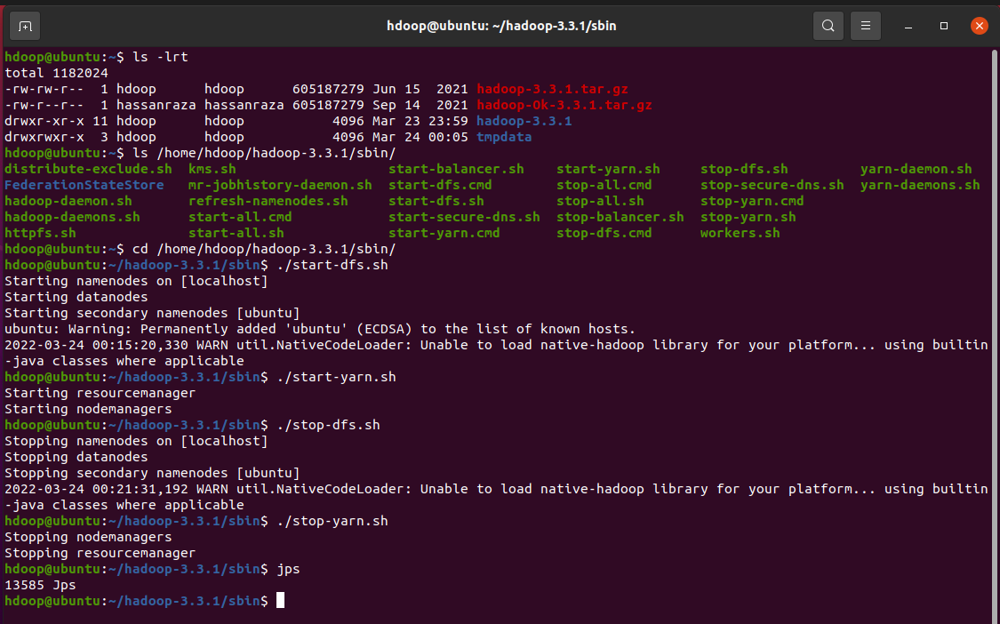 hdoop@ubuntu: ~/hadoop-3.3.1/sbin
hdoop@ubuntu:~$ ls -lrt
total 1182024
-rw-rw-r--  1 hdoop      hdoop      605187279 Jun 15  2021 hadoop-3.3.1.tar.gz
-rw-r--r--  1 hassanraza hassanraza 605187279 Sep 14  2021 hadoop-Ok-3.3.1.tar.gz
drwxr-xr-x 11 hdoop      hdoop           4096 Mar 23 23:59 hadoop-3.3.1
drwxrwxr-x  3 hdoop      hdoop           4096 Mar 24 00:05 tmpdata
hdoop@ubuntu:~$ ls /home/hdoop/hadoop-3.3.1/sbin/
distribute-exclude.sh  kms.sh                   start-balancer.sh    start-yarn.sh     stop-dfs.sh         yarn-daemon.sh
FederationStateStore   mr-jobhistory-daemon.sh  start-dfs.cmd        stop-all.cmd      stop-secure-dns.sh  yarn-daemons.sh
hadoop-daemon.sh       refresh-namenodes.sh     start-dfs.sh         stop-all.sh       stop-yarn.cmd
hadoop-daemons.sh      start-all.cmd            start-secure-dns.sh  stop-balancer.sh  stop-yarn.sh
httpfs.sh              start-all.sh             start-yarn.cmd       stop-dfs.cmd      workers.sh
hdoop@ubuntu:~$ cd /home/hdoop/hadoop-3.3.1/sbin/
hdoop@ubuntu:~/hadoop-3.3.1/sbin$ ./start-dfs.sh
Starting namenodes on [localhost]
Starting datanodes
Starting secondary namenodes [ubuntu]
ubuntu: Warning: Permanently added 'ubuntu' (ECDSA) to the list of known hosts.
2022-03-24 00:15:20,330 WARN util.NativeCodeLoader: Unable to load native-hadoop library for your platform... using builtin
-java classes where applicable
hdoop@ubuntu:~/hadoop-3.3.1/sbin$ ./start-yarn.sh
Starting resourcemanager
Starting nodemanagers
hdoop@ubuntu:~/hadoop-3.3.1/sbin$ ./stop-dfs.sh
Stopping namenodes on [localhost]
Stopping datanodes
Stopping secondary namenodes [ubuntu]
2022-03-24 00:21:31,192 WARN util.NativeCodeLoader: Unable to load native-hadoop library for your platform... using builtin
-java classes where applicable
hdoop@ubuntu:~/hadoop-3.3.1/sbin$ ./stop-yarn.sh
Stopping nodemanagers
Stopping resourcemanager
hdoop@ubuntu:~/hadoop-3.3.1/sbin$ jps
13585 Jps
hdoop@ubuntu:~/hadoop-3.3.1/sbin$